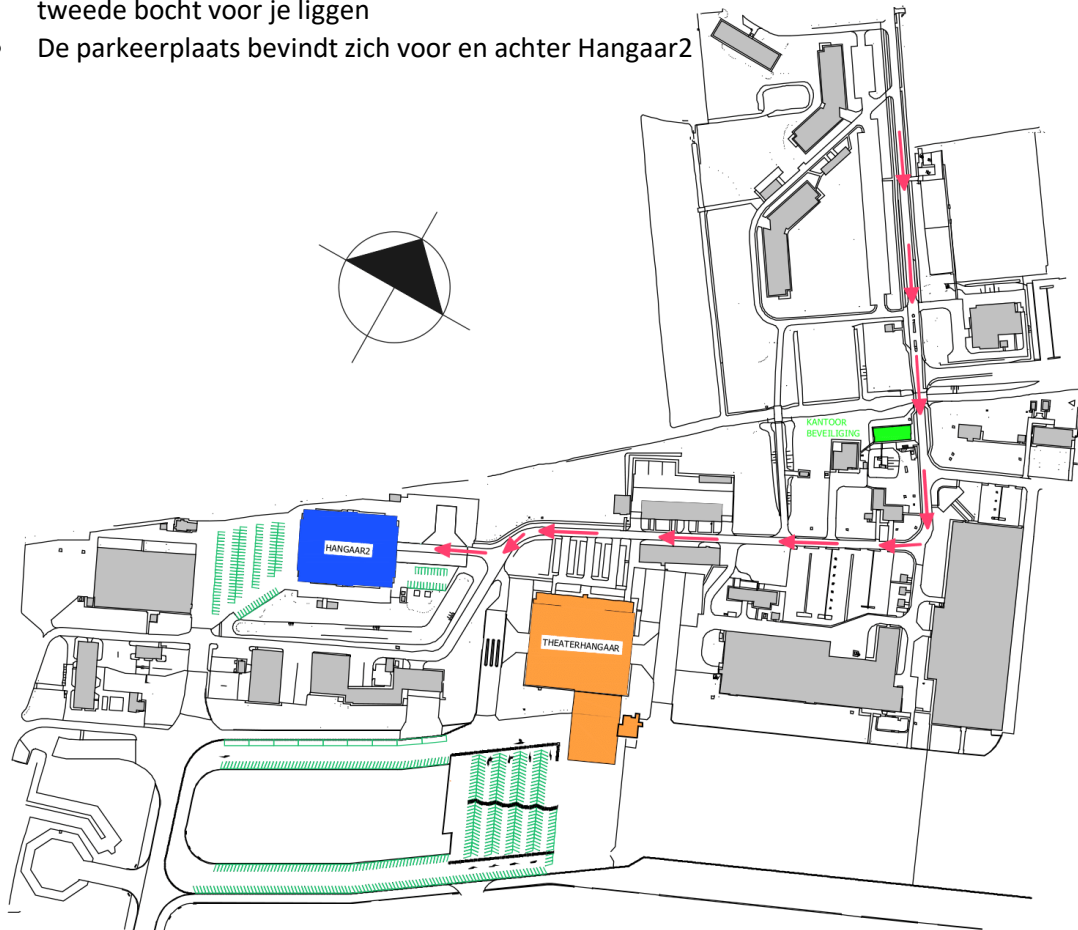 tweede bocht voor je liggen
• De parkeerplaats bevindt zich voor en achter Hangaar2
KANTOOR
BEVEILIGING
HANGAAR2
THEATERHANGAAR